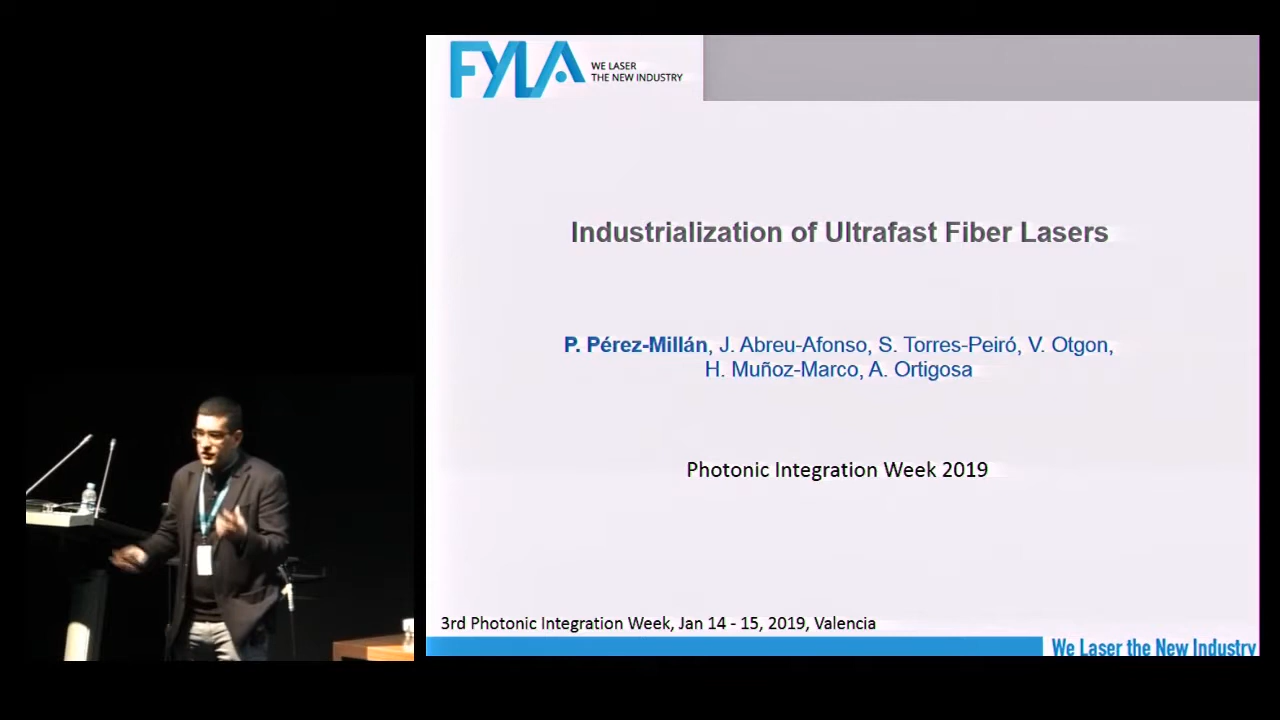 FYLA
WE LASER
THE NEW INDUSTRY
Industrialization of Ultrafast Fiber Lasers
P. Pérez-Millán, J. Abreu-Afonso, S. Torres-Peiró, V. Otgon,
H. Muñoz-Marco, A. Ortigosa
Photonic Integration Week 2019
3rd Photonic Integration Week, Jan 14 - 15, 2019, Valencia
We Laser the New Industry